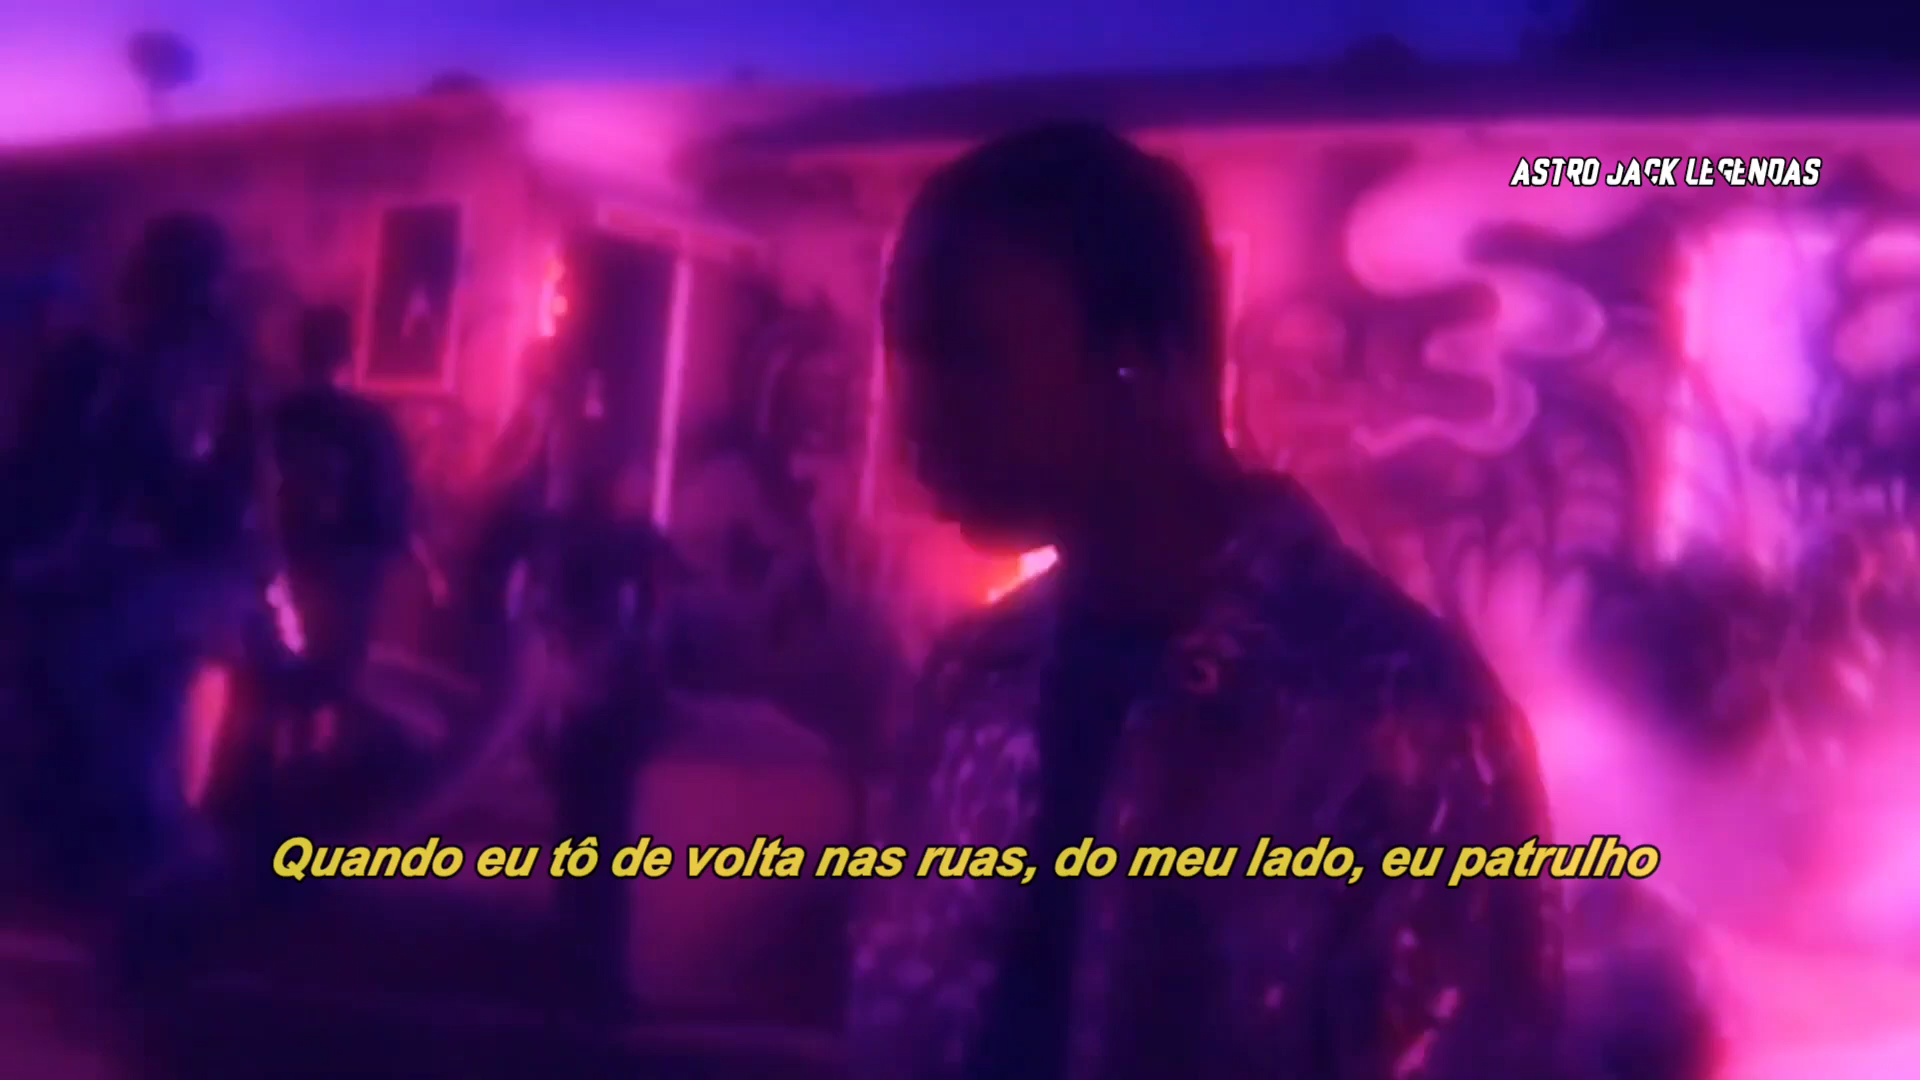 ASTRO JACK LEGENDAS
Quando eu tô de volta nas ruas, do meu lado, eu patrulho